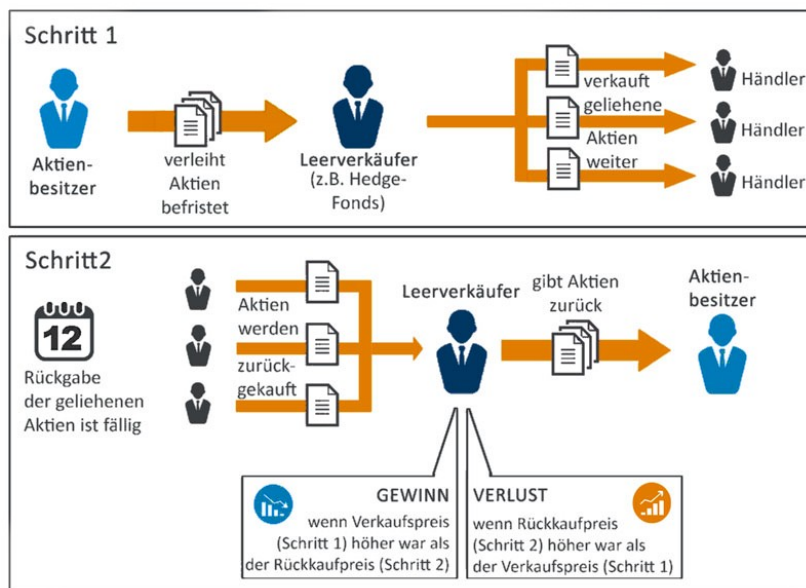 Schritt 1
Aktien-
besitzer
verleiht
Aktien
befristet
Leerverkäufer
(z.B. Hedge-
Fonds)
verkauft
geliehene
Aktien
weiter
Händler
Händler
Händler
Schritt2
12
Rückgabe
der geliehenen
Aktien ist fällig
Aktien
werden
zurück-
gekauft
Leerverkäufer
gibt Aktien
zurück
Aktien-
besitzer
GEWINN
wenn Verkaufspreis
(Schritt 1) höher war als
der Rückkaufpreis (Schritt 2)
VERLUST
wenn Rückkaufpreis
(Schritt 2) höher war als
der Verkaufspreis (Schritt 1)